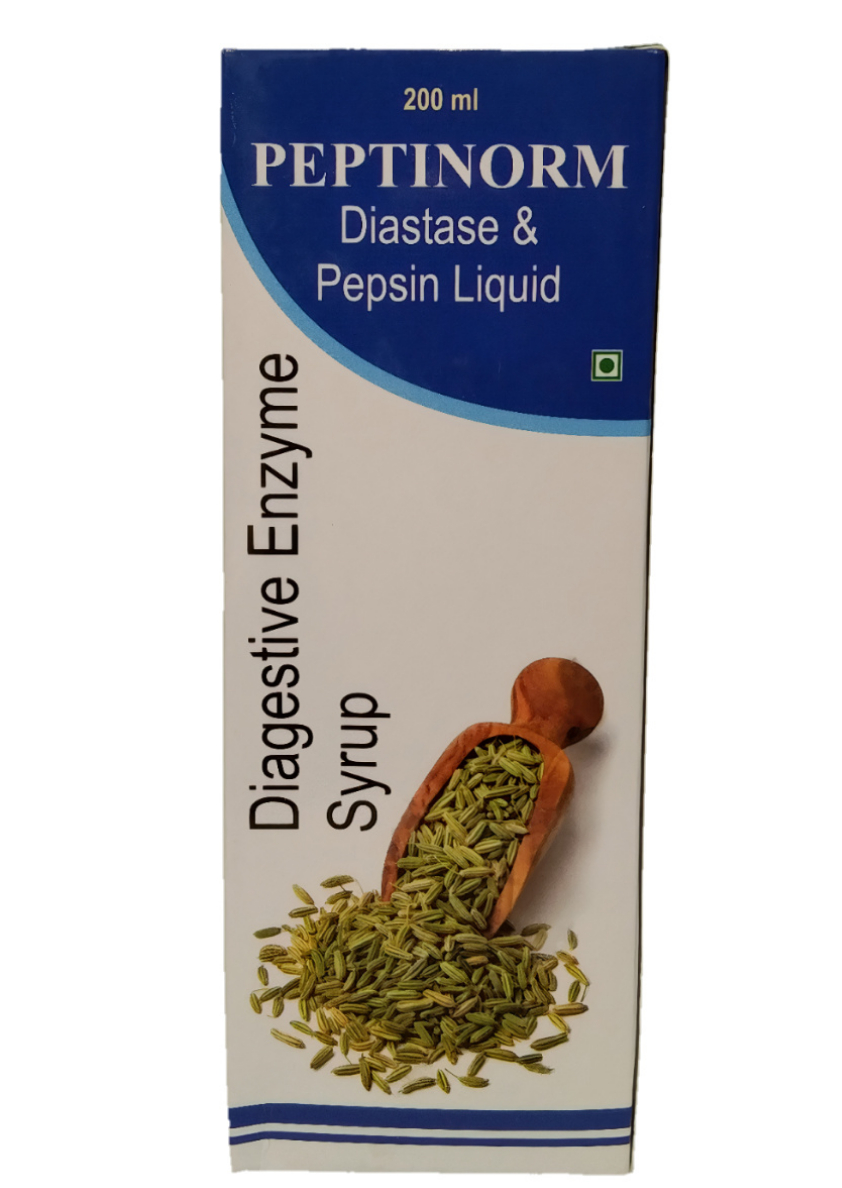 200 ml
PEPTINORM
Diastase &
Pepsin Liquid
Diagestive Enzyme
Syrup